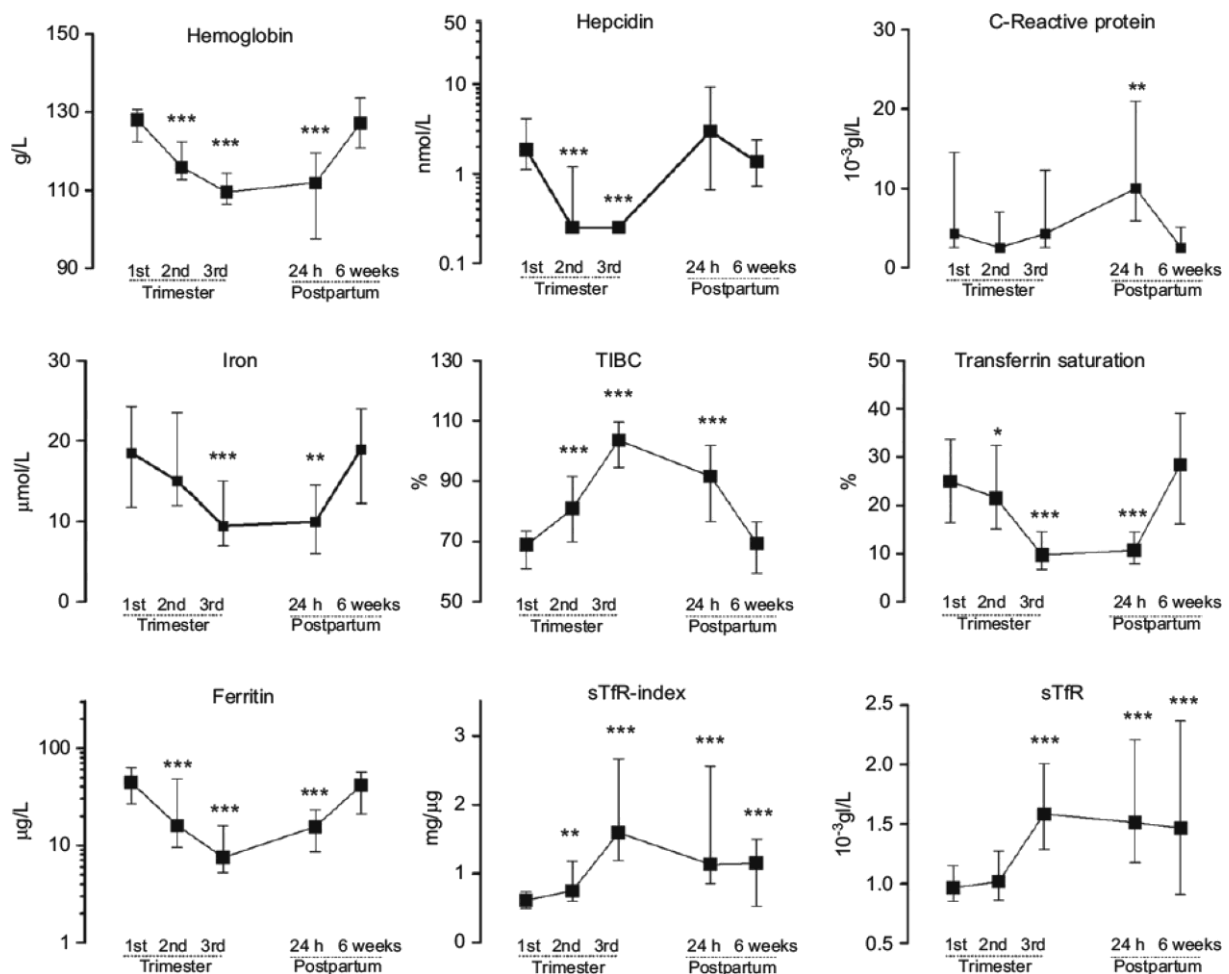 Hemoglobin
150
130
110
90
g/L
***
***
***
1st 2nd 3rd 24 h 6 weeks
Trimester Postpartum
Hepcidin
50
10
1
0.1
nmol/L
***
***
1st 2nd 3rd 24 h 6 weeks
Trimester Postpartum
C-Reactive protein
30
20
10
0
10⁻³gl/L
**
1st 2nd 3rd 24 h 6 weeks
Trimester Postpartum
Iron
30
20
10
0
μmol/L
***
**
1st 2nd 3rd 24 h 6 weeks
Trimester Postpartum
TIBC
130
110
90
70
50
%
***
***
***
1st 2nd 3rd 24 h 6 weeks
Trimester Postpartum
Transferrin saturation
50
40
30
20
10
0
%
*
***
***
1st 2nd 3rd 24 h 6 weeks
Trimester Postpartum
Ferritin
100
10
1
μg/L
***
***
***
1st 2nd 3rd 24 h 6 weeks
Trimester Postpartum
sTfR-index
3
2
1
0
mg/μg
**
***
***
***
1st 2nd 3rd 24 h 6 weeks
Trimester Postpartum
sTfR
2.5
2.0
1.5
1.0
0.5
10⁻³gl/L
***
***
***
1st 2nd 3rd 24 h 6 weeks
Trimester Postpartum